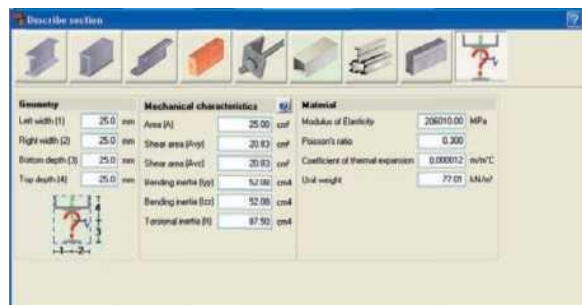 Describe section
Geometry
Left width (1) 25.0 mm
Right width (2) 25.0 mm
Bottom depth (3) 25.0 mm
Top depth (4) 25.0 mm
4
3
1 2
Mechanical characteristics
Area (A) 25.00 cm²
Shear area (Avy) 20.83 cm²
Shear area (Avz) 20.83 cm²
Bending inertia (Iyy) 52.08 cm4
Bending inertia (Izz) 52.08 cm4
Torsional inertia (It) 87.50 cm4
Material
Modulus of Elasticity 206010.00 MPa
Poisson's ratio 0.300
Coefficient of thermal expansion 0.000012 m/m°C
Unit weight 77.01 kN/m³